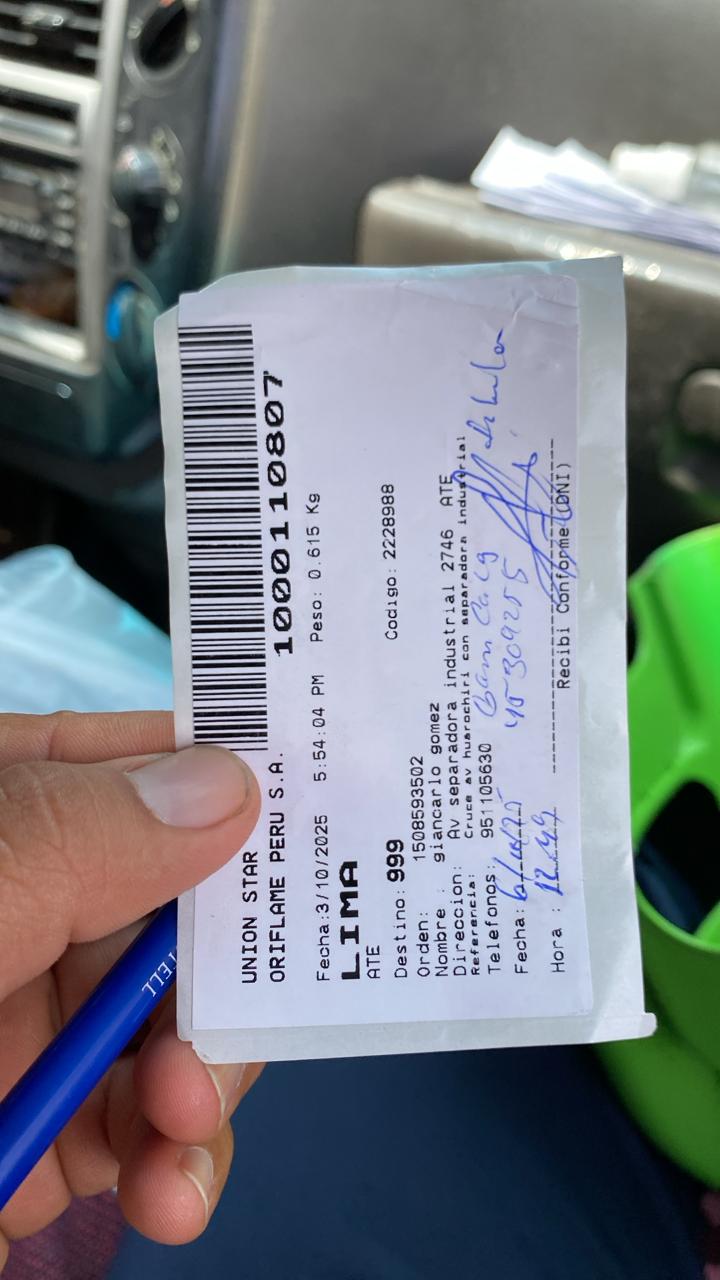 UNION STAR
ORIFLAME PERU S.A. 1000110807
Fecha:3/10/2025 5:54:04 PM Peso: 0.615 Kg
LIMA
ATE
Destino: 999 Codigo: 2228988
Orden: 1508593502
Nombre : giancarlo gomez
Direccion: Av separadora industrial 2746 ATE
Referencia: Cruce av huarochiri con separadora industrial
Telefonos: 951105630
Fecha:
Hora : 45309255
Recibi Conforme (DNI)
TELL